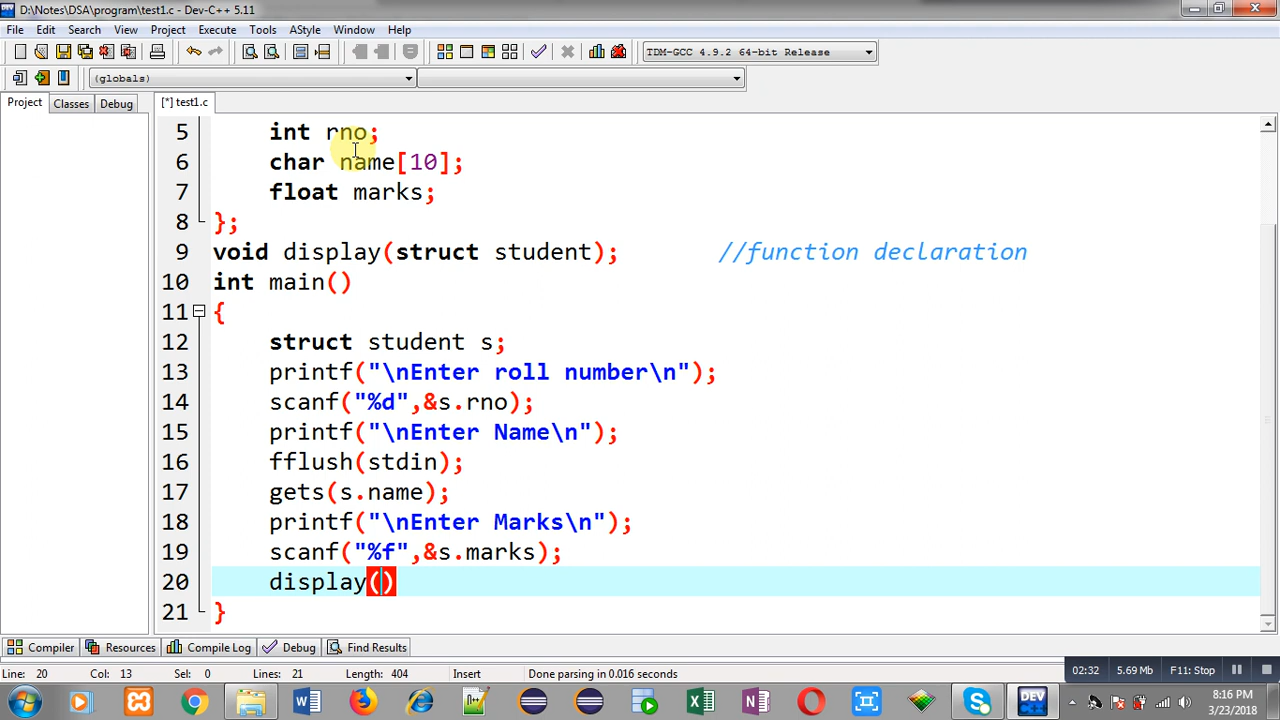 D:\Notes\DSA\program\test1.c - Dev-C++ 5.11
File Edit Search View Project Execute Tools AStyle Window Help
TDM-GCC 4.9.2 64-bit Release
(globals)
Project Classes Debug [*] test1.c
5 int rno;
6 char name[10];
7 float marks;
8 };
9 void display(struct student); //function declaration
10 int main()
11 {
12 struct student s;
13 printf("\nEnter roll number\n");
14 scanf("%d",&s.rno);
15 printf("\nEnter Name\n");
16 fflush(stdin);
17 gets(s.name);
18 printf("\nEnter Marks\n");
19 scanf("%f",&s.marks);
20 display()
21 }
Compiler Resources Compile Log Debug Find Results
Line: 20 Col: 13 Sel: 0 Lines: 21 Length: 404 Insert Done parsing in 0.016 seconds
02:32 5.69 Mb F11: Stop
DEV
8:16 PM
3/23/2018